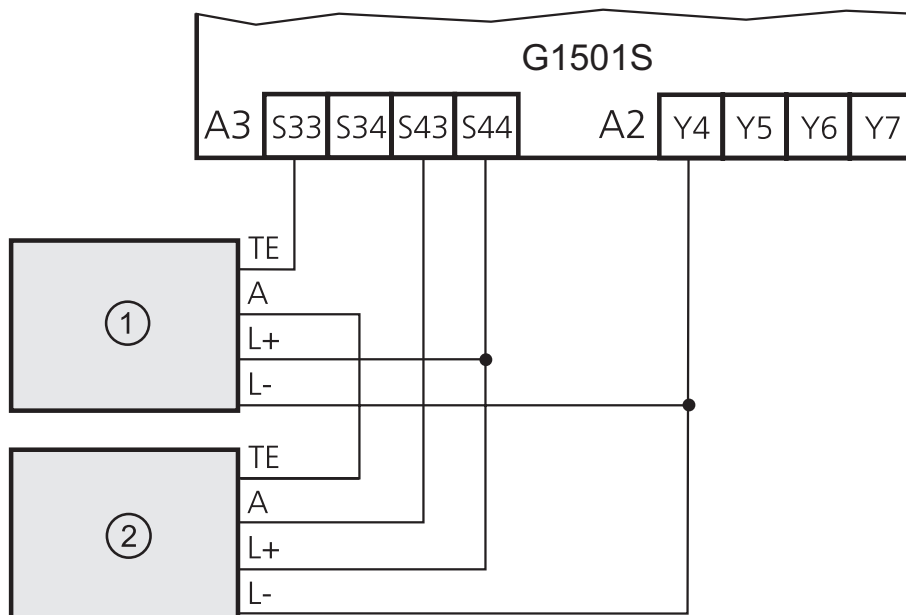 G1501S
A3 S33 S34 S43 S44 A2 Y4 Y5 Y6 Y7
TE
A
1
L+
L-
TE
A
2
L+
L-